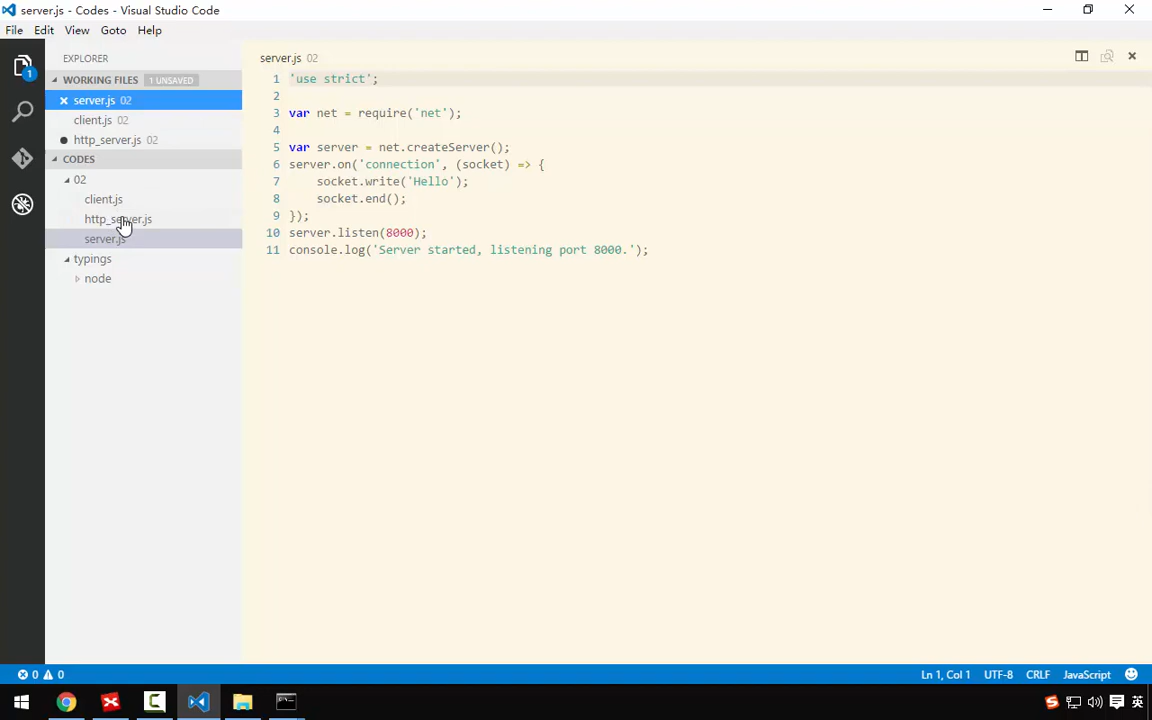 server.js - Codes - Visual Studio Code
File Edit View Goto Help
EXPLORER
WORKING FILES 1 UNSAVED
server.js 02
client.js 02
http_server.js 02
CODES
02
client.js
http_server.js
server.js
typings
node
1
server.js 02
1 'use strict';
2
3 var net = require('net');
4
5 var server = net.createServer();
6 server.on('connection', (socket) => {
7 socket.write('Hello');
8 socket.end();
9 });
10 server.listen(8000);
11 console.log('Server started, listening port 8000.');
0 0 Ln 1, Col 1 UTF-8 CRLF JavaScript
英